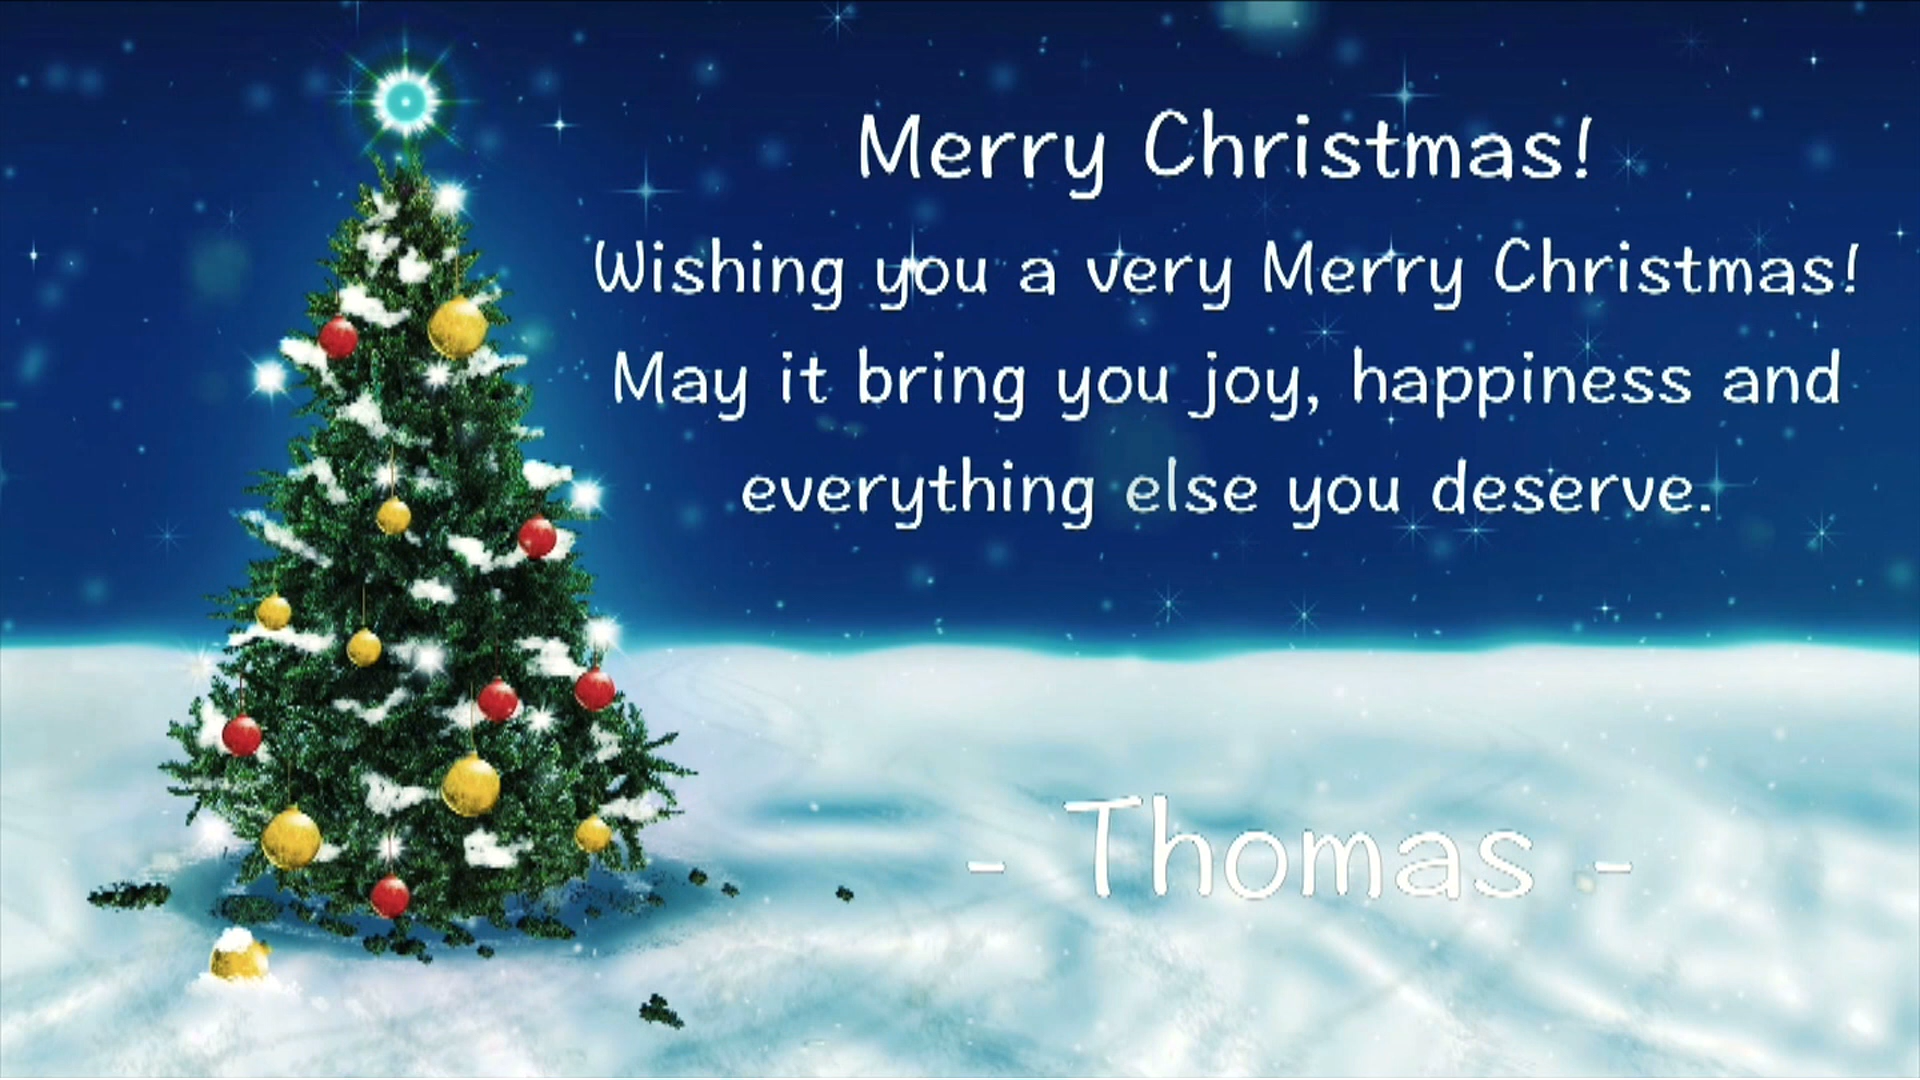 Merry Christmas!
Wishing you a very Merry Christmas!
May it bring you joy, happiness and
everything else you deserve.
- Thomas -